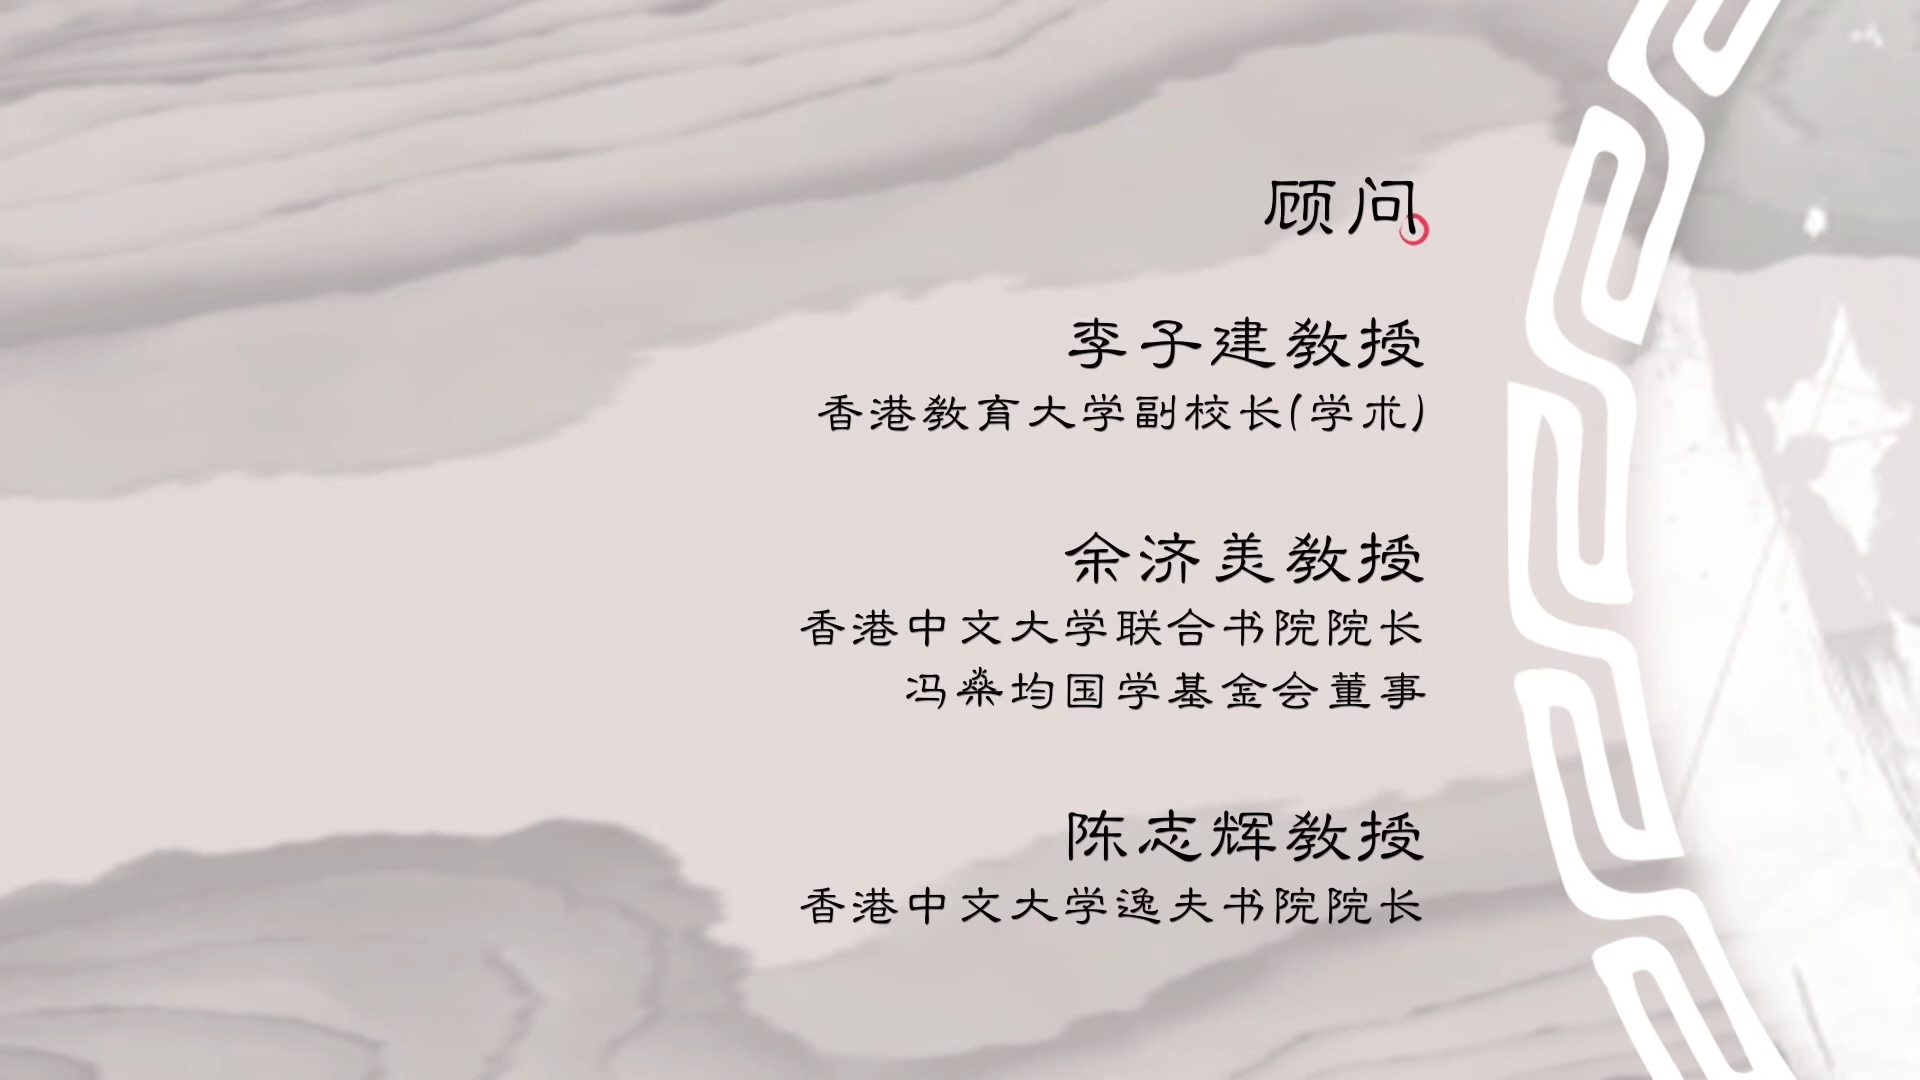 顾问
李子建教授
香港教育大学副校长(学术)
余济美教授
香港中文大学联合书院院长
冯燊均国学基金会董事
陈志辉教授
香港中文大学逸夫书院院长